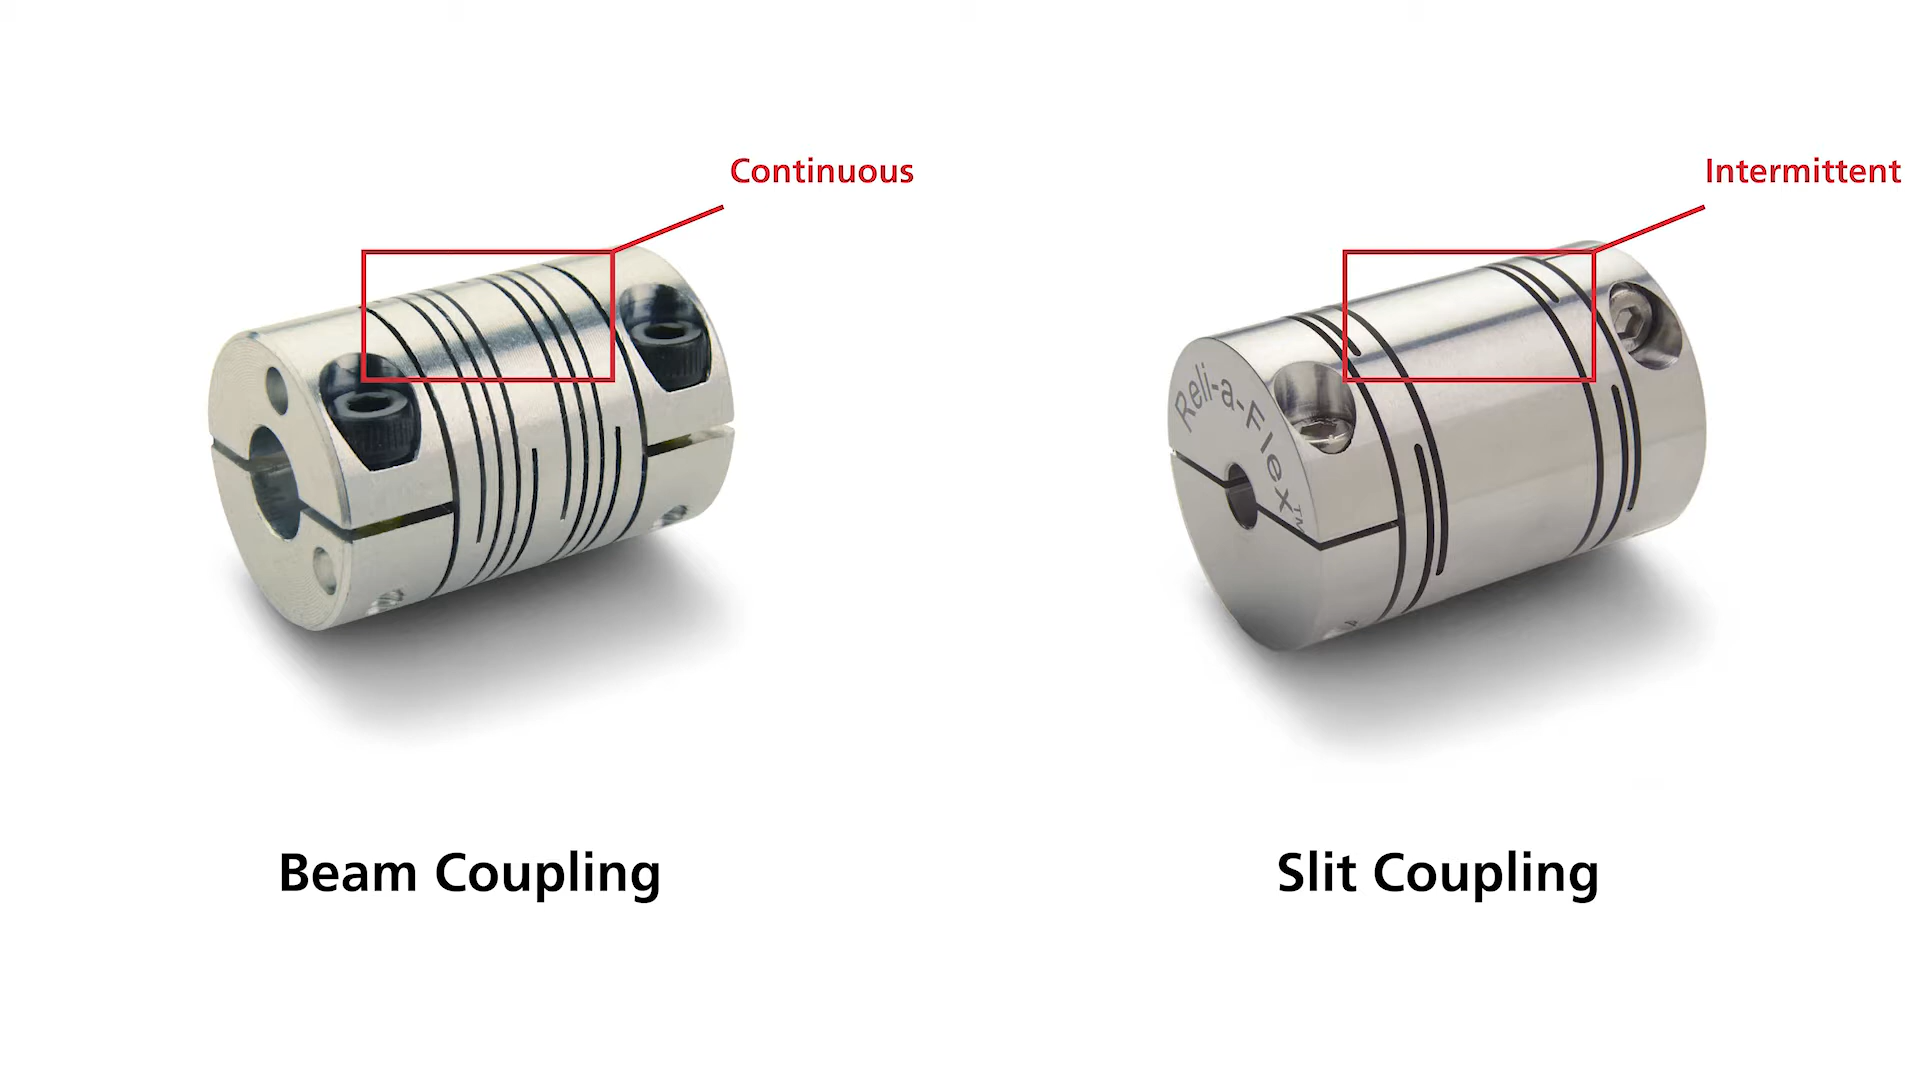 Continuous
Intermittent
Reli-a-Flex™
Beam Coupling
Slit Coupling